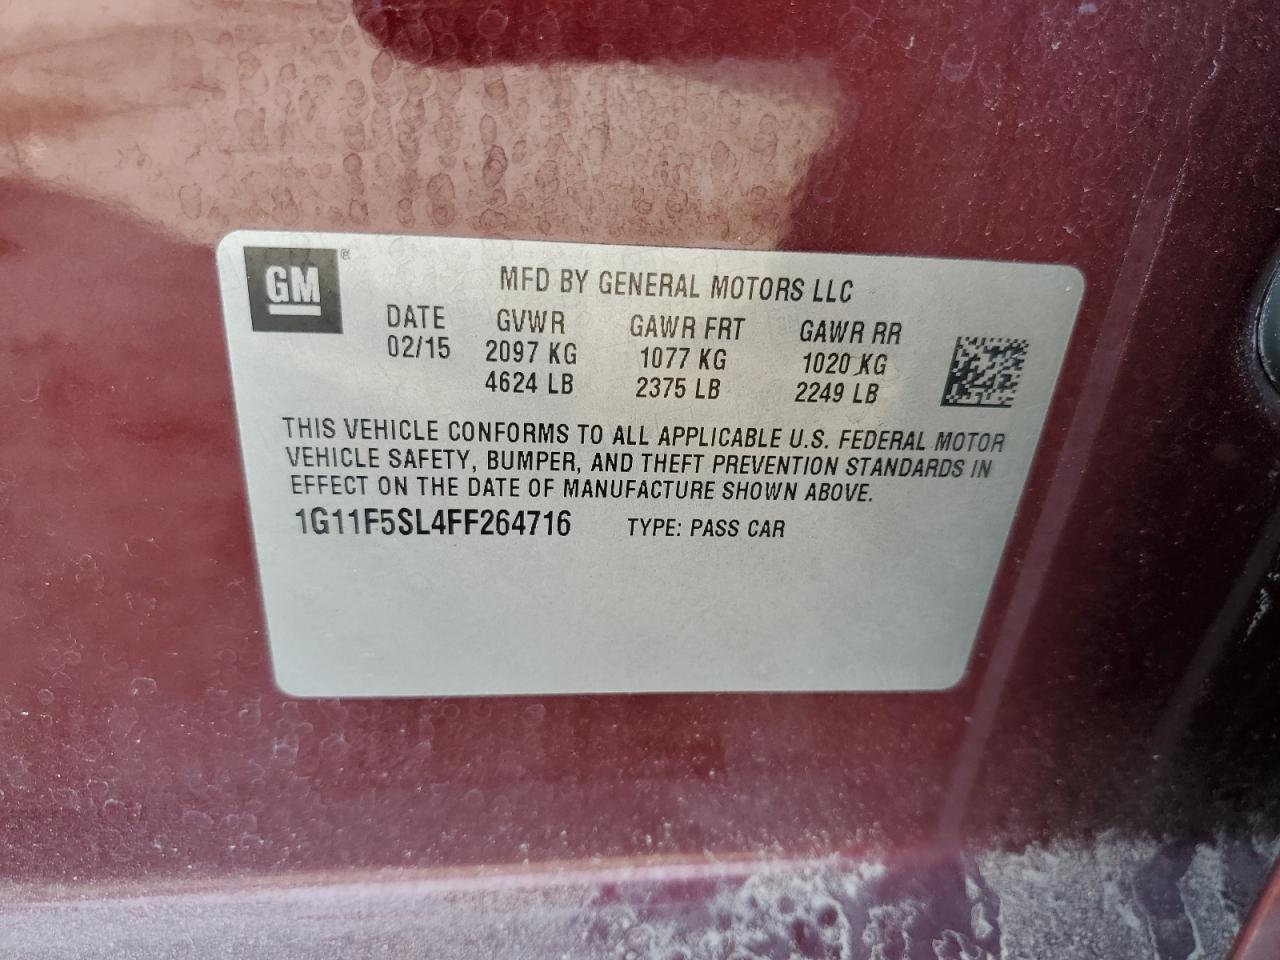 GM ®
MFD BY GENERAL MOTORS LLC
DATE GVWR GAWR FRT GAWR RR
02/15 2097 KG 1077 KG 1020 KG
4624 LB 2375 LB 2249 LB
THIS VEHICLE CONFORMS TO ALL APPLICABLE U.S. FEDERAL MOTOR
VEHICLE SAFETY, BUMPER, AND THEFT PREVENTION STANDARDS IN
EFFECT ON THE DATE OF MANUFACTURE SHOWN ABOVE.
1G11F5SL4FF264716 TYPE: PASS CAR